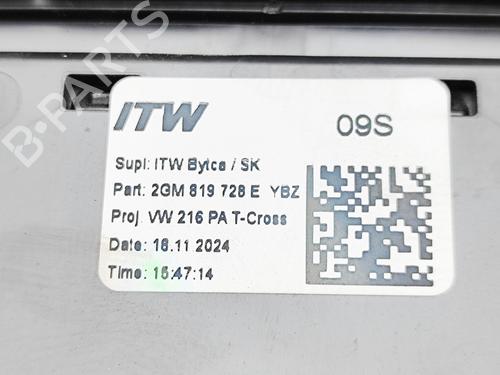 ITW
09S
Supl: ITW Bytca / SK
Part: 2GM 819 728 E YBZ
Proj: VW 216 PA T-Cross
Date: 18.11 2024
Time: 15:47:14
B-PARTS